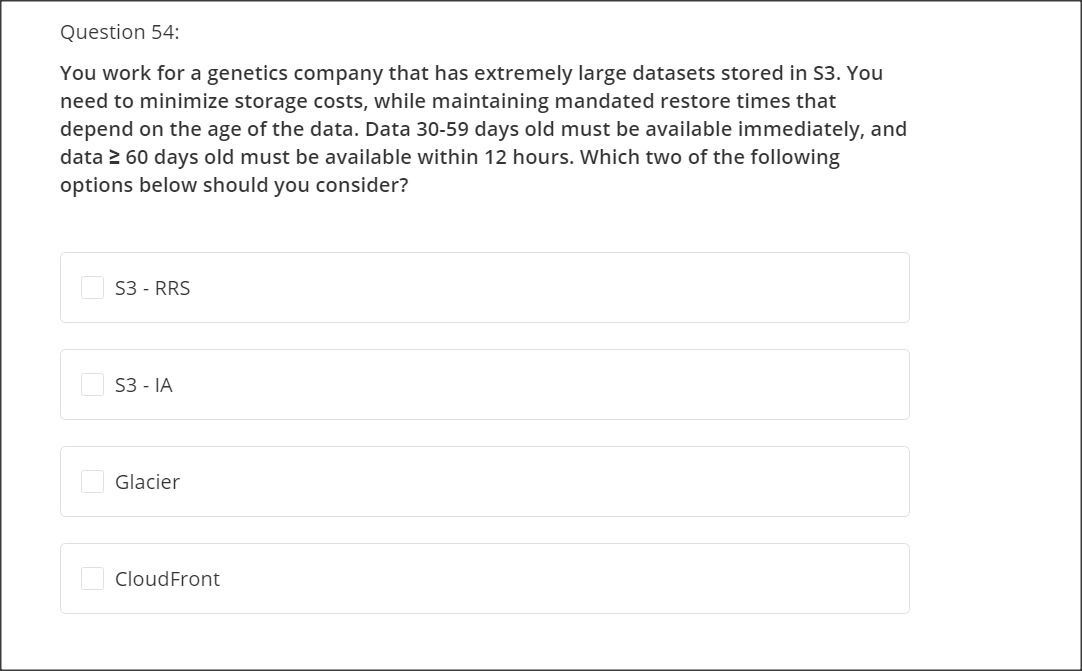 Question 54:
You work for a genetics company that has extremely large datasets stored in S3. You
need to minimize storage costs, while maintaining mandated restore times that
depend on the age of the data. Data 30-59 days old must be available immediately, and
data ≥ 60 days old must be available within 12 hours. Which two of the following
options below should you consider?
S3 - RRS
S3 - IA
Glacier
CloudFront